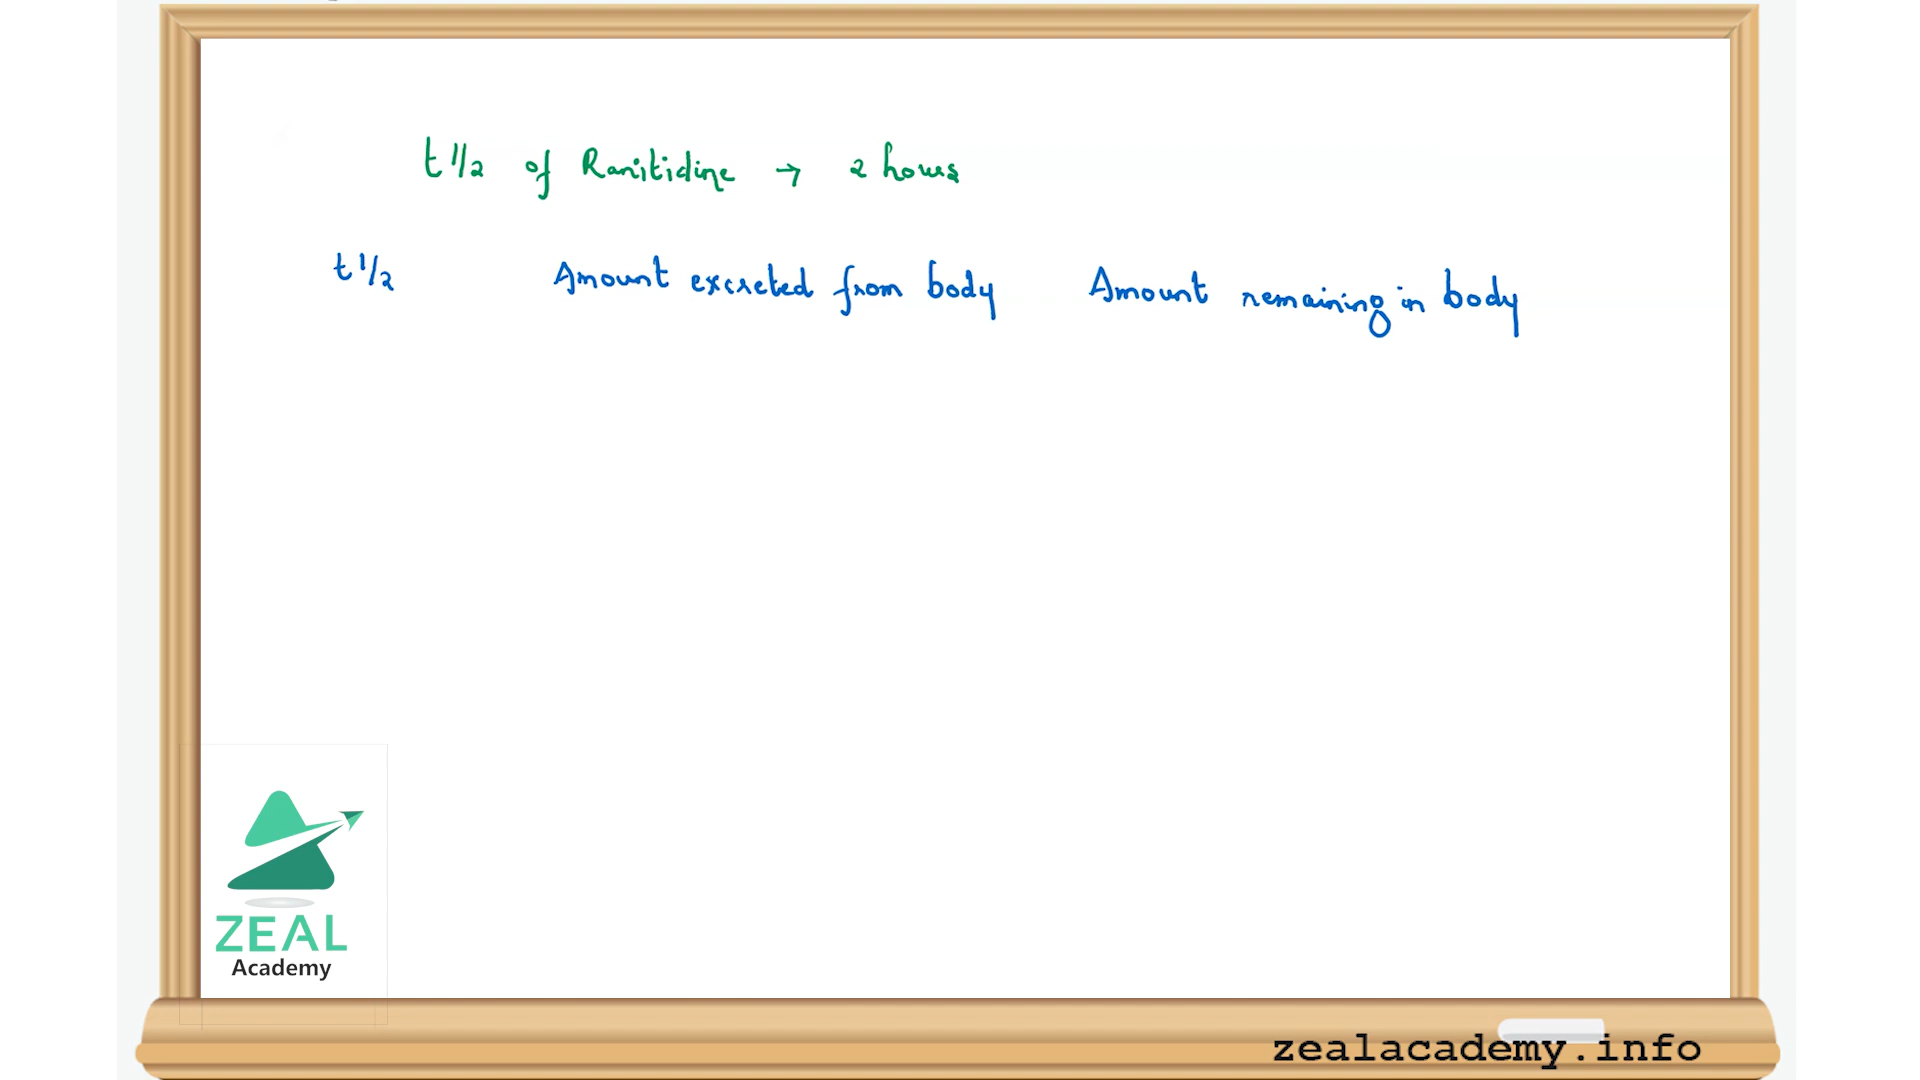 t 1/2 of Ranitidine → 2 hours
t 1/2 Amount excreted from body Amount remaining in body
ZEAL
Academy
zealacademy.info